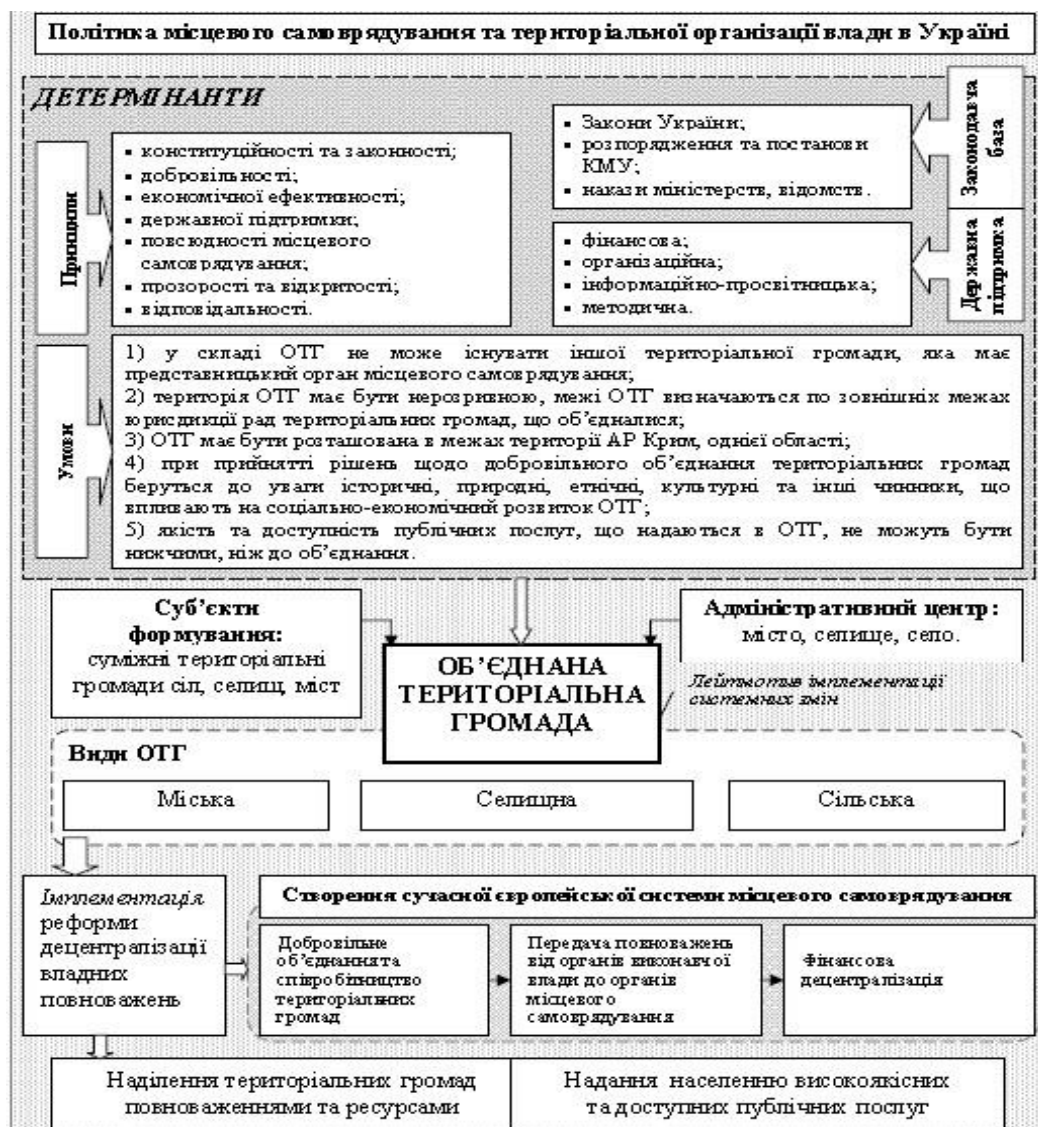 Політика місцевого самоврядування та територіальної організації влади в Україні
ДЕТЕРМІНАНТИ
Принципи
▪ конституційності та законності;
▪ добровільності;
▪ економічної ефективності;
▪ державної підтримки;
▪ повсюдності місцевого
самоврядування;
▪ прозорості та відкритості;
▪ відповідальності.
▪ Закони України;
▪ розпорядження та постанови
КМУ;
▪ накази міністерств, відомств.
Законодавча
база
▪ фінансова;
▪ організаційна;
▪ інформаційно-просвітницька;
▪ методична.
Державна
підтримка
Умови
1) у складі ОТГ не може існувати іншої територіальної громади, яка має
представницький орган місцевого самоврядування;
2) територія ОТГ має бути нерозривною, межі ОТГ визначаються по зовнішніх межах
юрисдикції рад територіальних громад, що об’єдналися;
3) ОТГ має бути розташована в межах території АР Крим, однієї області;
4) при прийнятті рішень щодо добровільного об’єднання територіальних громад
беруться до уваги історичні, природні, етнічні, культурні та інші чинники, що
впливають на соціально-економічний розвиток ОТГ;
5) якість та доступність публічних послуг, що надаються в ОТГ, не можуть бути
нижчими, ніж до об’єднання.
Суб’єкти
формування:
суміжні територіальні
громади сіл, селищ, міст
Адміністративний центр:
місто, селище, село.
ОБ’ЄДНАНА
ТЕРИТОРІАЛЬНА
ГРОМАДА
Лейтмотив імплементації
системних змін
Види ОТГ
Міська
Селищна
Сільська
Імплементація
реформи
децентралізації
владних
повноважень
Створення сучасної європейської системи місцевого самоврядування
Добровільне
об’єднання та
співробітництво
територіальних
громад
Передача повноважень
від органів виконавчої
влади до органів
місцевого
самоврядування
Фінансова
децентралізація
Наділення територіальних громад
повноваженнями та ресурсами
Надання населенню високоякісних
та доступних публічних послуг